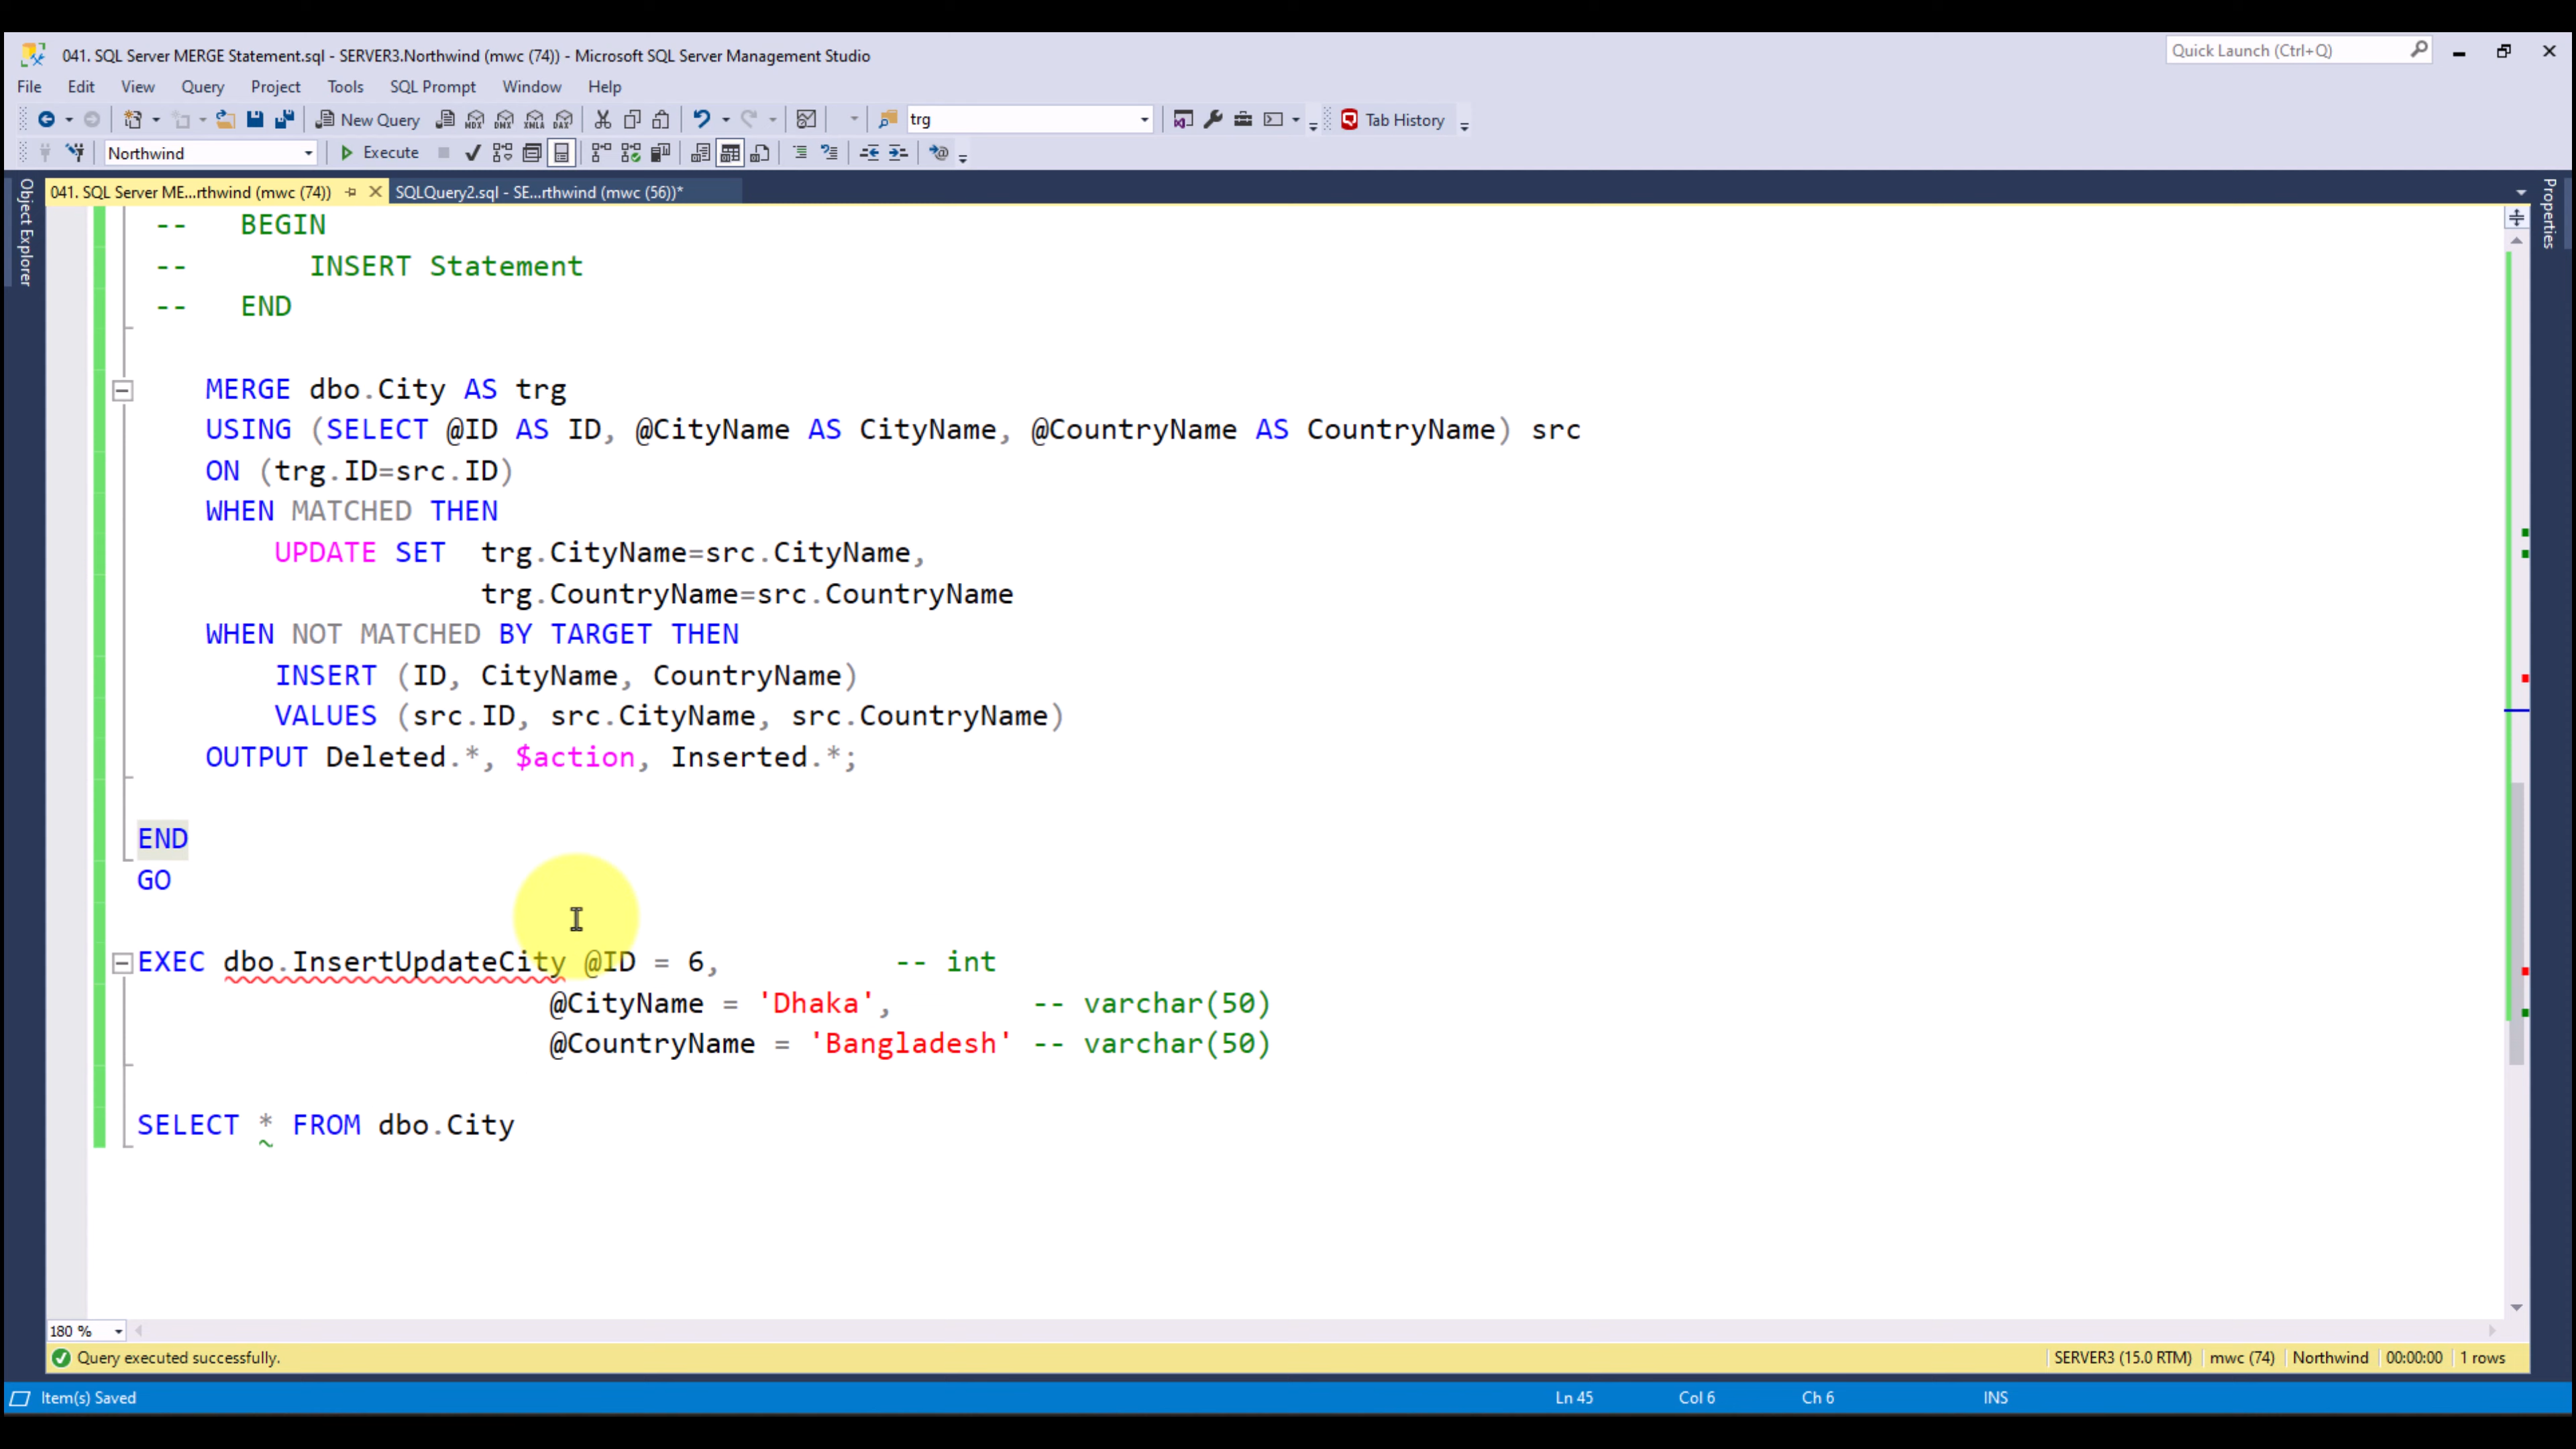 041. SQL Server MERGE Statement.sql - SERVER3.Northwind (mwc (74)) - Microsoft SQL Server Management Studio
Quick Launch (Ctrl+Q)
File Edit View Query Project Tools SQL Prompt Window Help
New Query MDX DMX XMLA DAX trg Tab History
Northwind Execute
041. SQL Server ME...rthwind (mwc (74)) SQLQuery2.sql - SE...rthwind (mwc (56))*
Object Explorer
Properties
-- BEGIN
-- INSERT Statement
-- END
MERGE dbo.City AS trg
USING (SELECT @ID AS ID, @CityName AS CityName, @CountryName AS CountryName) src
ON (trg.ID=src.ID)
WHEN MATCHED THEN
UPDATE SET trg.CityName=src.CityName,
trg.CountryName=src.CountryName
WHEN NOT MATCHED BY TARGET THEN
INSERT (ID, CityName, CountryName)
VALUES (src.ID, src.CityName, src.CountryName)
OUTPUT Deleted.*, $action, Inserted.*;
END
GO
EXEC dbo.InsertUpdateCity @ID = 6, -- int
@CityName = 'Dhaka', -- varchar(50)
@CountryName = 'Bangladesh' -- varchar(50)
SELECT * FROM dbo.City
180 %
Query executed successfully. SERVER3 (15.0 RTM) mwc (74) Northwind 00:00:00 1 rows
Item(s) Saved Ln 45 Col 6 Ch 6 INS